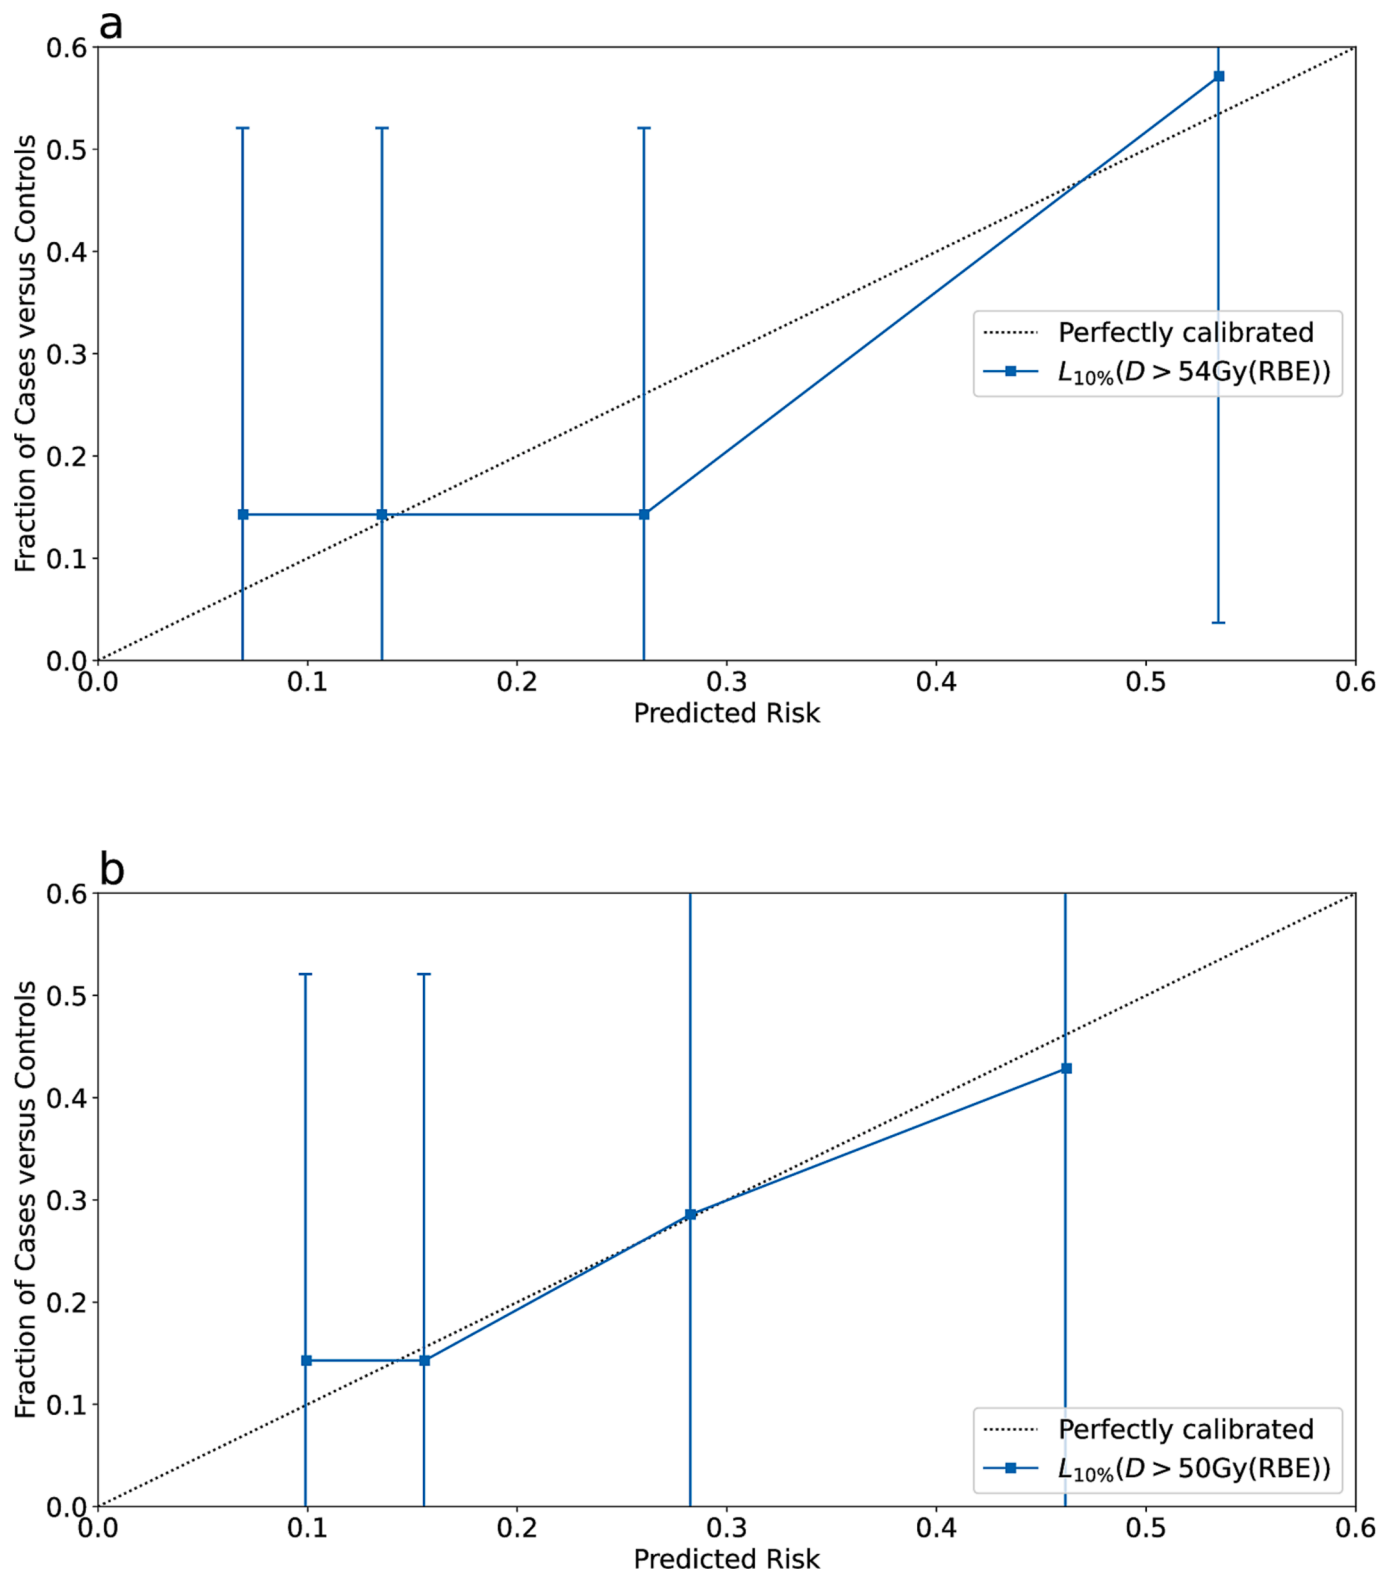 a
0.6
0.5
0.4
0.3
0.2
0.1
0.0
Fraction of Cases versus Controls
Perfectly calibrated
L10%(D > 54Gy(RBE))
0.0 0.1 0.2 0.3 0.4 0.5 0.6
Predicted Risk
b
0.6
0.5
0.4
0.3
0.2
0.1
0.0
Fraction of Cases versus Controls
Perfectly calibrated
L10%(D > 50Gy(RBE))
0.0 0.1 0.2 0.3 0.4 0.5 0.6
Predicted Risk